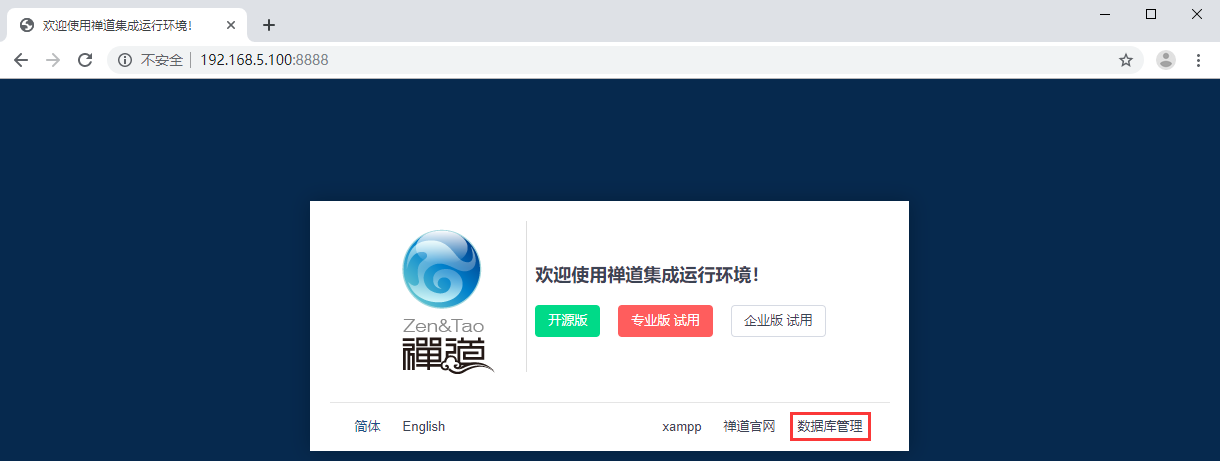 欢迎使用禅道集成运行环境!
不安全 192.168.5.100:8888
Zen&Tao
禪道
欢迎使用禅道集成运行环境!
开源版 专业版 试用 企业版 试用
简体 English xampp 禅道官网 数据库管理